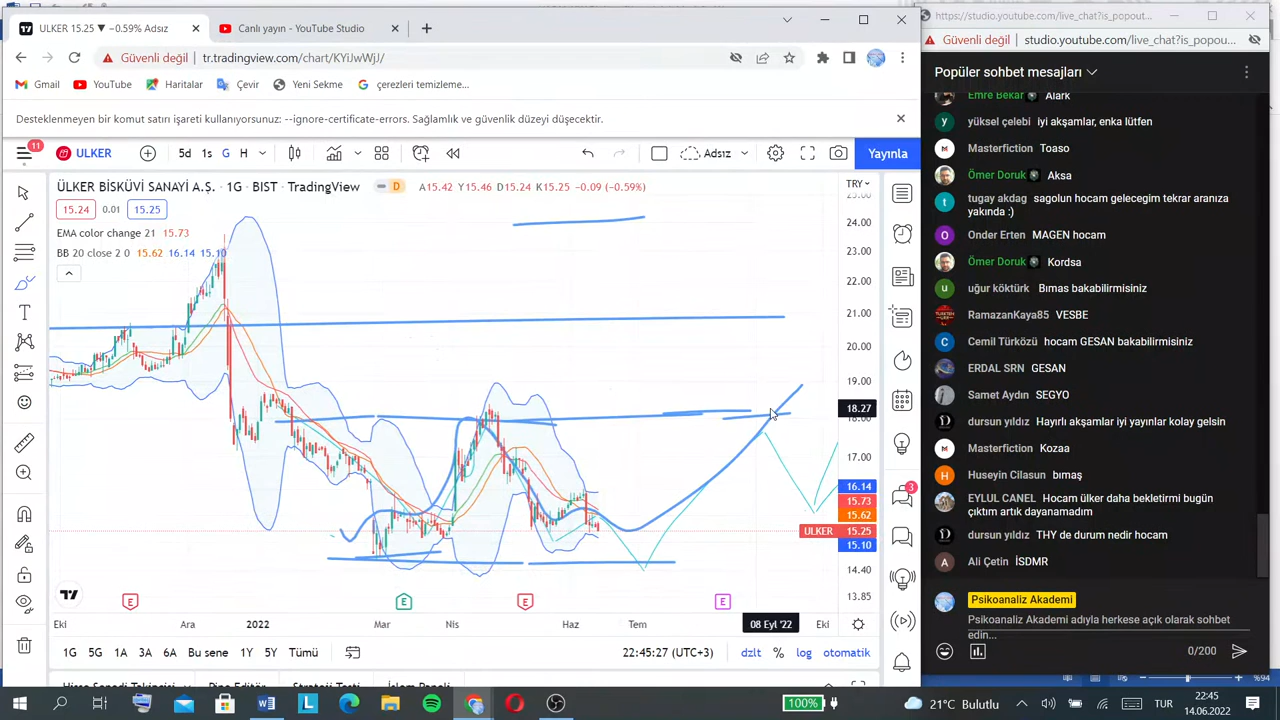 ULKER 15.25 ▼ −0.59% Adsız
Canlı yayın - YouTube Studio
https://studio.youtube.com/live_chat?is_popout...
Güvenli değil
tr.tradingview.com/chart/KYiJwWjJ/
Güvenli değil
studio.youtube.com/live_chat?is_popou...
Gmail
YouTube
Haritalar
Çevir
Yeni Sekme
çerezleri temizleme...
Desteklenmeyen bir komut satırı işareti kullanıyorsunuz: --ignore-certificate-errors. Sağlamlık ve güvenlik düzeyi düşecektir.
11
ULKER
5d
1s
G
H
Adsız
Yayınla
ÜLKER BİSKÜVİ SANAYİ A.Ş. · 1G · BIST · TradingView
D
A15.42 Y15.46 D15.24 K15.25 −0.09 (−0.59%)
15.24
0.01
15.25
EMA color change 21 15.73
BB 20 close 2 0 15.62 16.14 15.10
TRY
25.00
24.00
23.00
22.00
21.00
20.00
19.00
18.27
18.00
17.00
16.14
15.73
15.62
ULKER
15.25
15.10
14.40
13.85
E
E
E
E
3
Eki
Ara
2022
Mar
Nis
Haz
Tem
08 Eyl '22
Eki
1G
5G
1A
3A
6A
Bu sene
1Y
5Y
Tümü
22:45:27 (UTC+3)
dzlt
%
log
otomatik
Strateji Testi
İşlem Paneli
Popüler sohbet mesajları
Emre Bekar Alark
yüksel çelebi iyi akşamlar, enka lütfen
Masterfiction Toaso
Ömer Doruk Aksa
tugay akdag sagolun hocam gelecegim tekrar aranıza
yakında :)
Onder Erten MAGEN hocam
Ömer Doruk Kordsa
uğur köktürk Bımas bakabilirmisiniz
RamazanKaya85 VESBE
Cemil Türközü hocam GESAN bakabilirmisiniz
ERDAL SRN GESAN
Samet Aydın SEGYO
dursun yıldız Hayırlı akşamlar iyi yayınlar kolay gelsin
Masterfiction Kozaa
Huseyin Cilasun bımaş
EYLUL CANEL Hocam ülker daha bekletirmi bugün
çıktım artık dayanamadım
dursun yıldız THY de durum nedir hocam
Ali Çetin İSDMR
Psikoanaliz Akademi
Psikoanaliz Akademi adıyla herkese açık olarak sohbet
edin...
0/200
%94
100%
21°C Bulutlu
TUR
22:45
14.06.2022